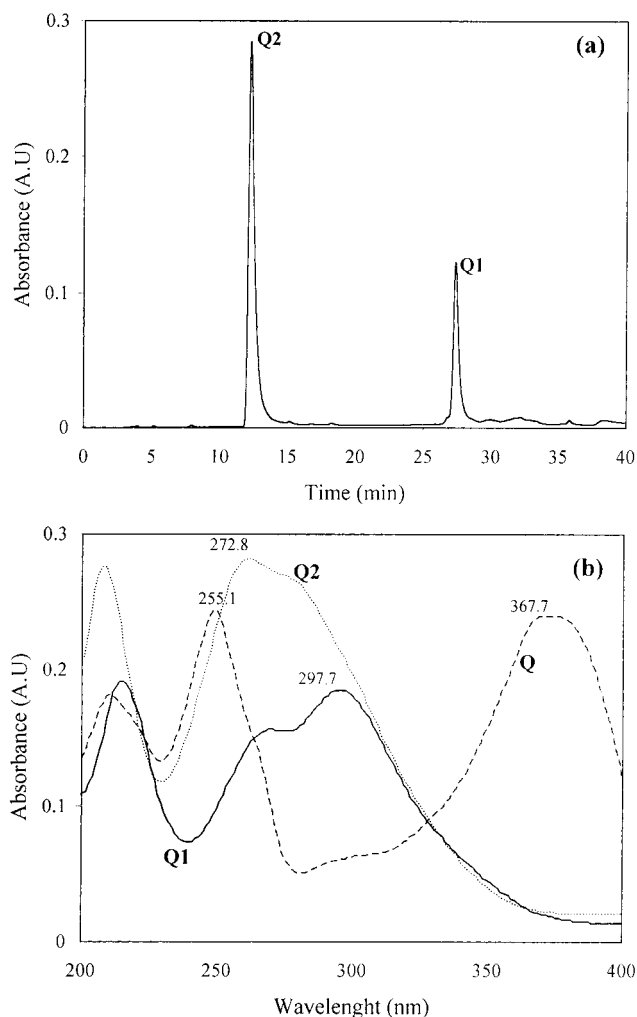 0.3
Q2
(a)
0.2
Absorbance (A.U)
Q1
0.1
0
0 5 10 15 20 25 30 35 40
Time (min)
0.3
272.8
Q2
(b)
255.1
367.7
Q
0.2
297.7
Absorbance (A.U)
0.1
Q1
0
200 250 300 350 400
Wavelenght (nm)